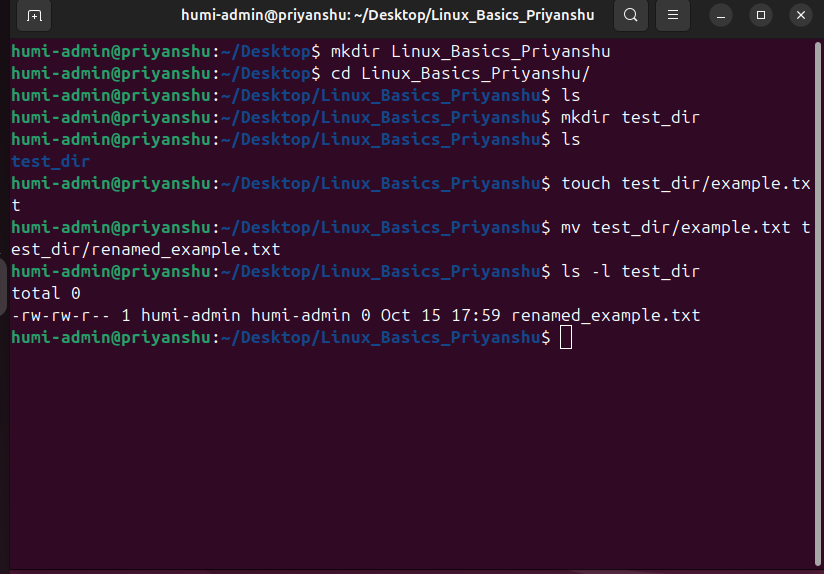 humi-admin@priyanshu: ~/Desktop/Linux_Basics_Priyanshu
humi-admin@priyanshu:~/Desktop$ mkdir Linux_Basics_Priyanshu
humi-admin@priyanshu:~/Desktop$ cd Linux_Basics_Priyanshu/
humi-admin@priyanshu:~/Desktop/Linux_Basics_Priyanshu$ ls
humi-admin@priyanshu:~/Desktop/Linux_Basics_Priyanshu$ mkdir test_dir
humi-admin@priyanshu:~/Desktop/Linux_Basics_Priyanshu$ ls
test_dir
humi-admin@priyanshu:~/Desktop/Linux_Basics_Priyanshu$ touch test_dir/example.tx
t
humi-admin@priyanshu:~/Desktop/Linux_Basics_Priyanshu$ mv test_dir/example.txt t
est_dir/renamed_example.txt
humi-admin@priyanshu:~/Desktop/Linux_Basics_Priyanshu$ ls -l test_dir
total 0
-rw-rw-r-- 1 humi-admin humi-admin 0 Oct 15 17:59 renamed_example.txt
humi-admin@priyanshu:~/Desktop/Linux_Basics_Priyanshu$